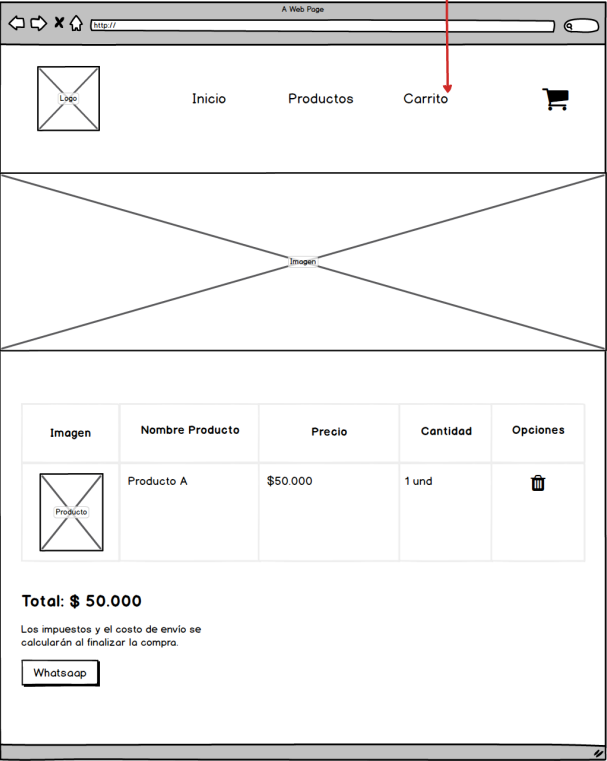 A Web Page
http://
Logo
Inicio
Productos
Carrito
Imagen
Imagen
Nombre Producto
Precio
Cantidad
Opciones
Producto
Producto A
$50.000
1 und
Total: $ 50.000
Los impuestos y el costo de envío se
calcularán al finalizar la compra.
Whatsaap